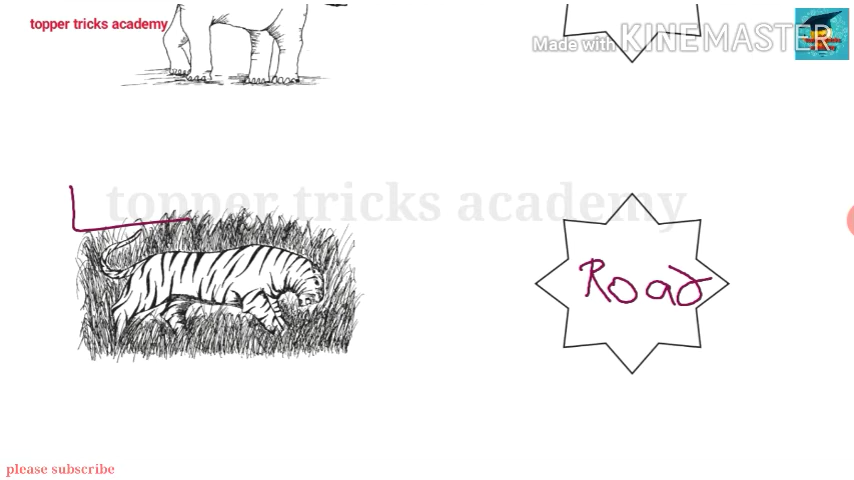 topper tricks academy
Made with KINEMASTER
topper tricks academy
Road
please subscribe